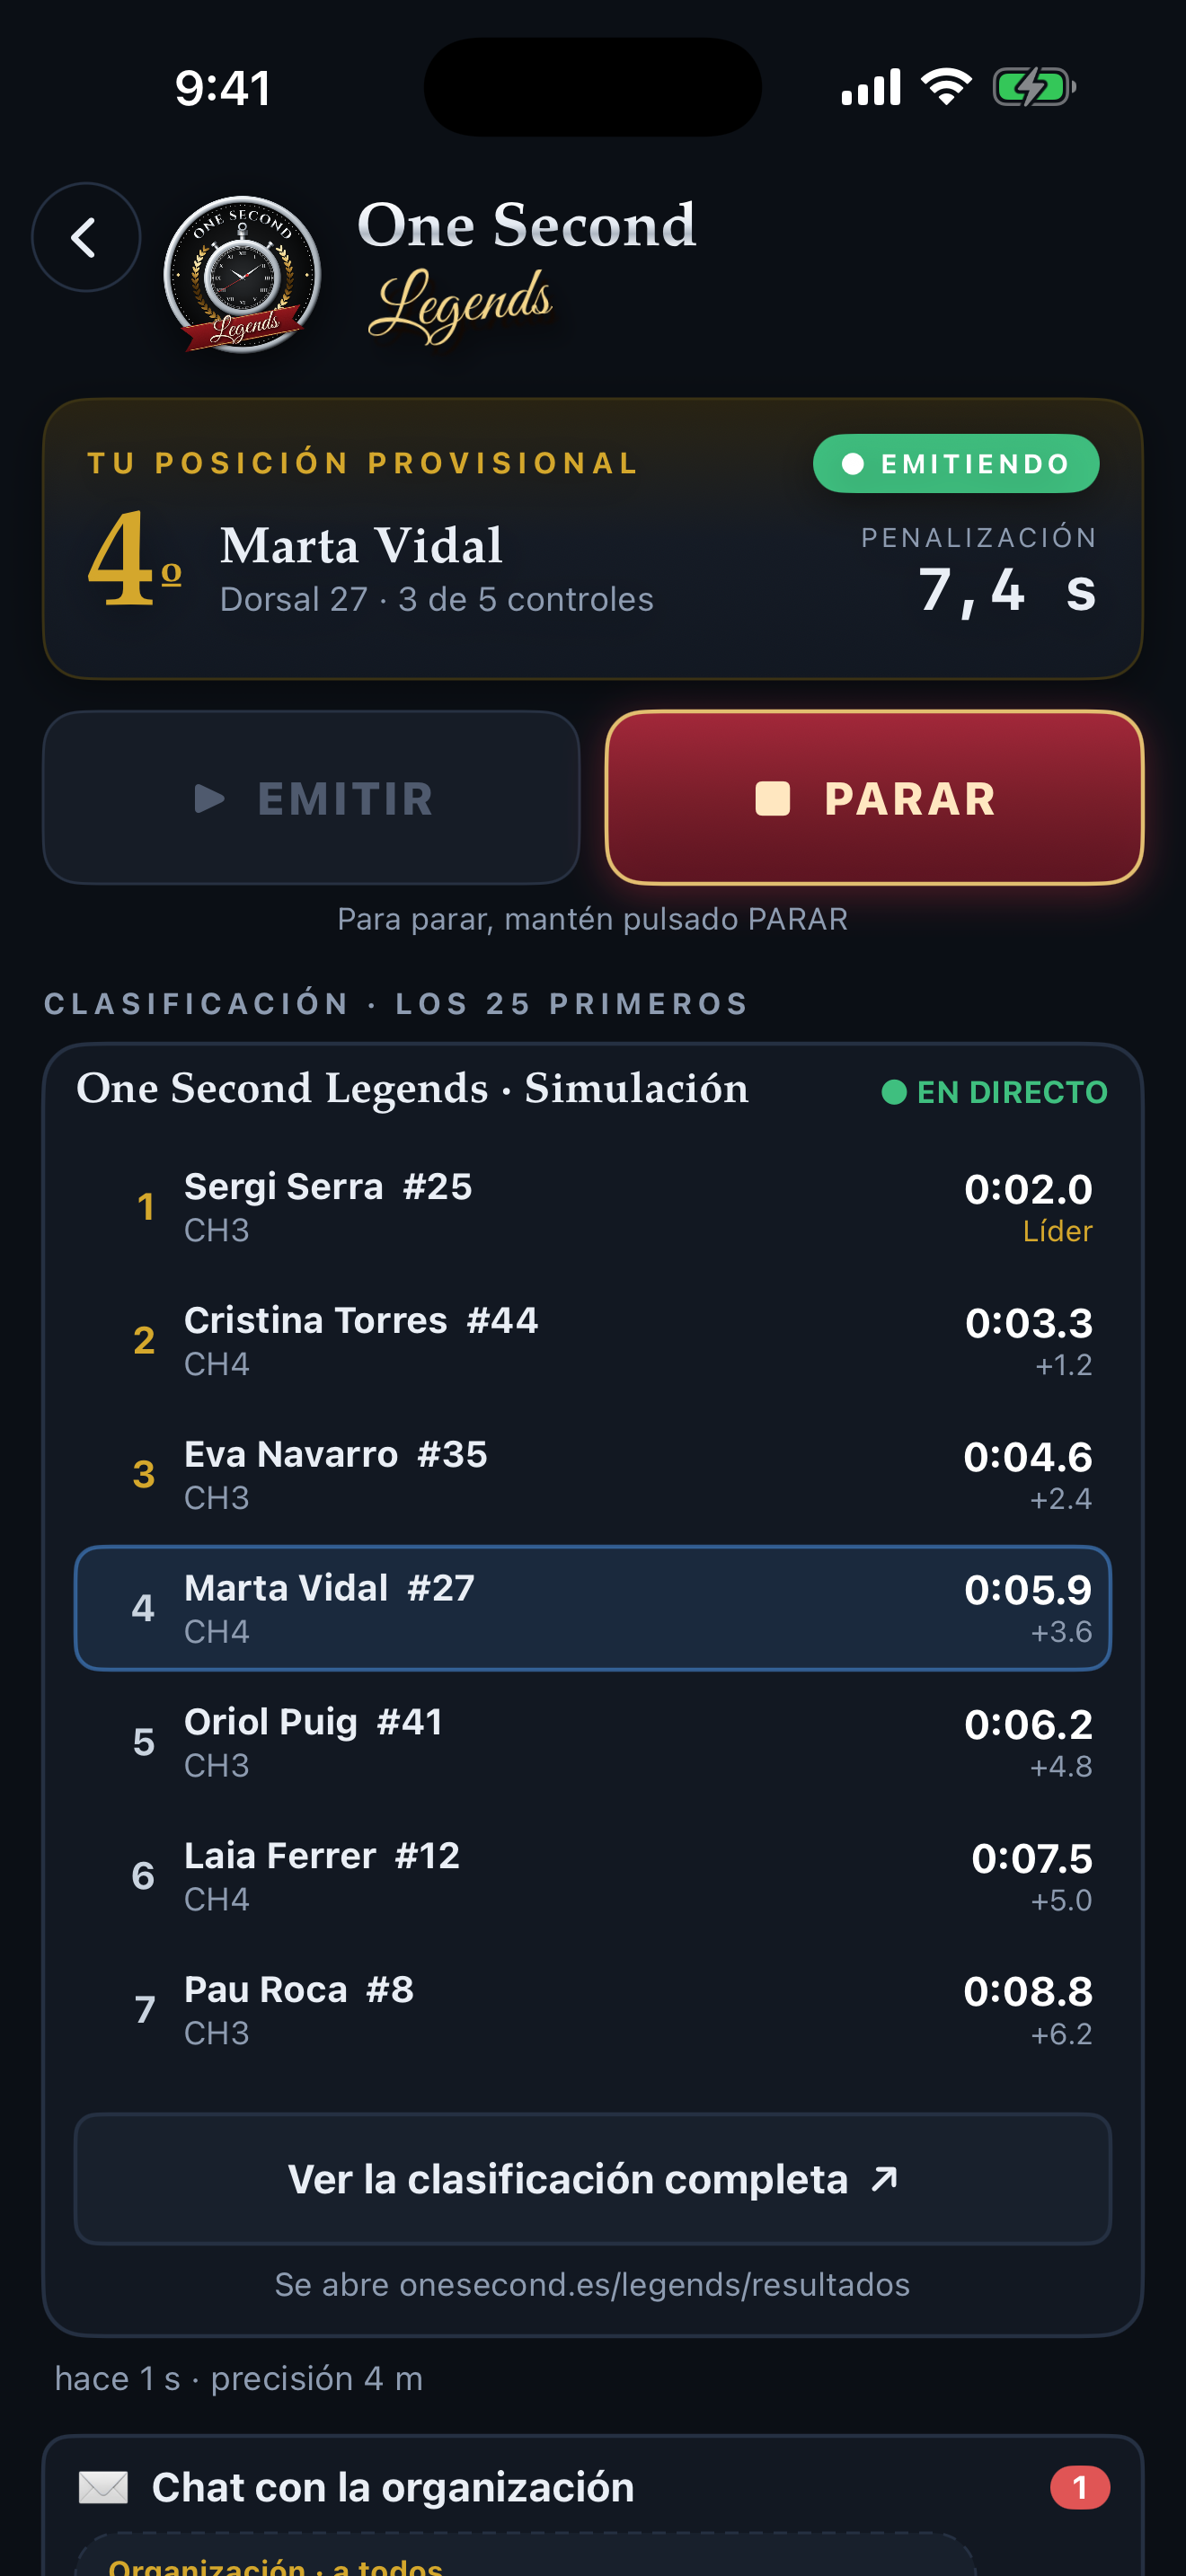 9:41
ONE SECOND
Legends
One Second
Legends
TU POSICIÓN PROVISIONAL
EMITIENDO
4º
Marta Vidal
Dorsal 27 · 3 de 5 controles
PENALIZACIÓN
7,4 s
EMITIR
PARAR
Para parar, mantén pulsado PARAR
CLASIFICACIÓN · LOS 25 PRIMEROS
One Second Legends · Simulación
EN DIRECTO
1 Sergi Serra #25 0:02.0
CH3 Líder
2 Cristina Torres #44 0:03.3
CH4 +1.2
3 Eva Navarro #35 0:04.6
CH3 +2.4
4 Marta Vidal #27 0:05.9
CH4 +3.6
5 Oriol Puig #41 0:06.2
CH3 +4.8
6 Laia Ferrer #12 0:07.5
CH4 +5.0
7 Pau Roca #8 0:08.8
CH3 +6.2
Ver la clasificación completa ↗
Se abre onesecond.es/legends/resultados
hace 1 s · precisión 4 m
Chat con la organización 1
Organización · a todos